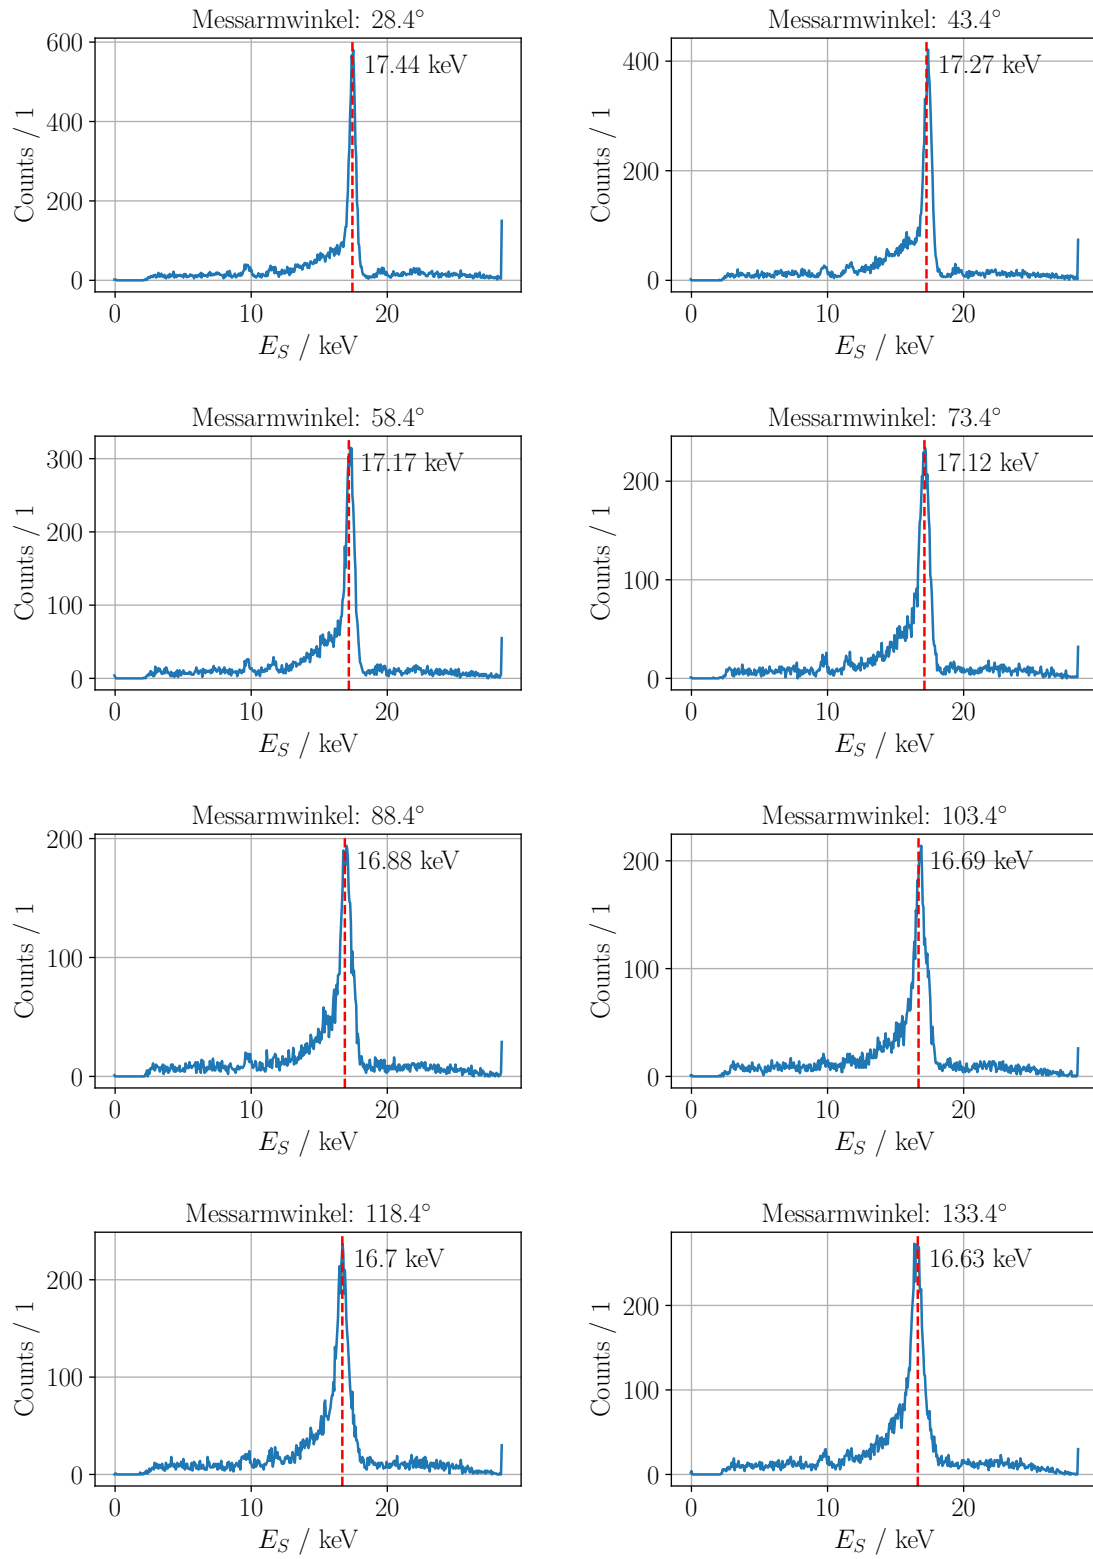 Messarmwinkel: 28.4°
600
17.44 keV
400
200
0
Counts / 1
0 10 20
E_S / keV
Messarmwinkel: 43.4°
400
17.27 keV
200
0
Counts / 1
0 10 20
E_S / keV
Messarmwinkel: 58.4°
300
17.17 keV
200
100
0
Counts / 1
0 10 20
E_S / keV
Messarmwinkel: 73.4°
200
17.12 keV
100
0
Counts / 1
0 10 20
E_S / keV
Messarmwinkel: 88.4°
200
16.88 keV
100
0
Counts / 1
0 10 20
E_S / keV
Messarmwinkel: 103.4°
200
16.69 keV
100
0
Counts / 1
0 10 20
E_S / keV
Messarmwinkel: 118.4°
16.7 keV
200
100
0
Counts / 1
0 10 20
E_S / keV
Messarmwinkel: 133.4°
16.63 keV
200
100
0
Counts / 1
0 10 20
E_S / keV